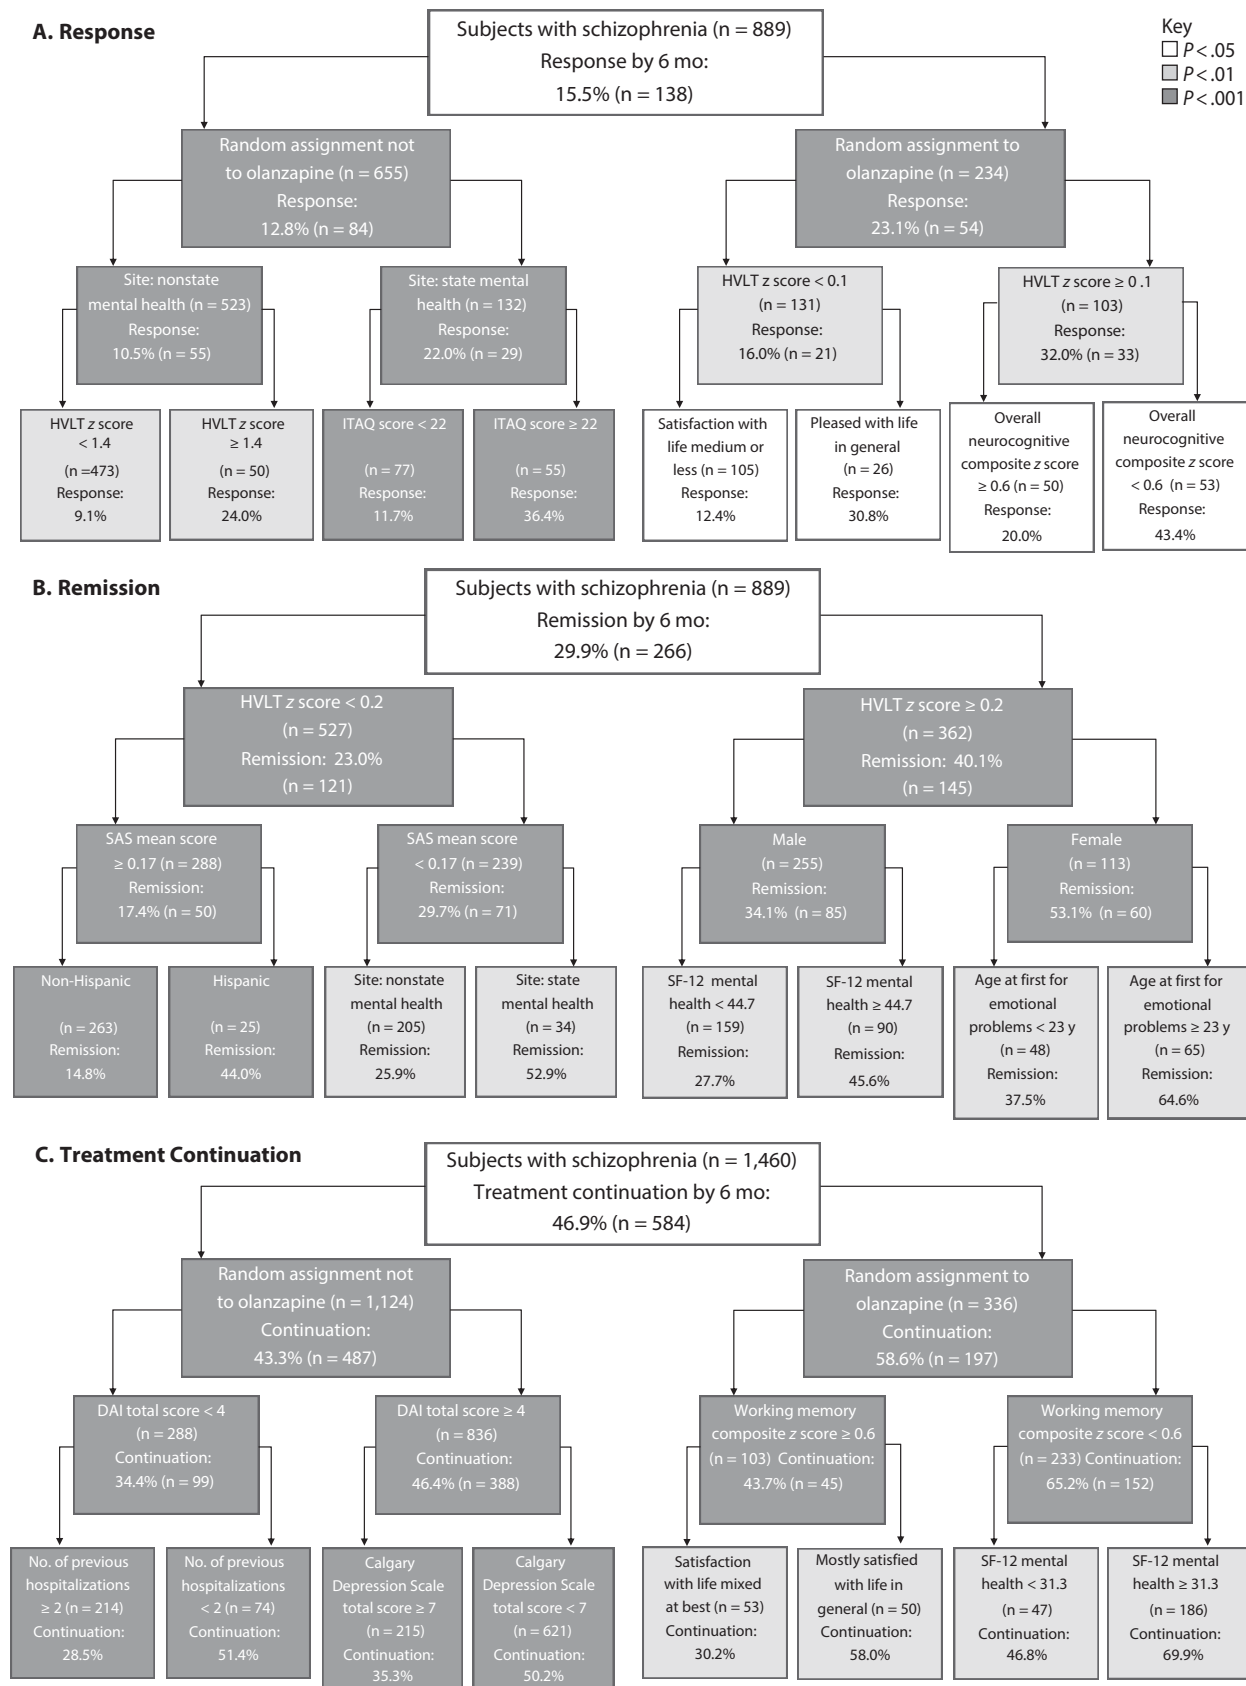 A. Response
Key
P < .05
P < .01
P < .001
Subjects with schizophrenia (n = 889)
Response by 6 mo:
15.5% (n = 138)
Random assignment not
to olanzapine (n = 655)
Response:
12.8% (n = 84)
Random assignment to
olanzapine (n = 234)
Response:
23.1% (n = 54)
Site: nonstate
mental health (n = 523)
Response:
10.5% (n = 55)
Site: state mental
health (n = 132)
Response:
22.0% (n = 29)
HVLT z score < 0.1
(n = 131)
Response:
16.0% (n = 21)
HVLT z score ≥ 0 .1
(n = 103)
Response:
32.0% (n = 33)
HVLT z score
< 1.4
(n =473)
Response:
9.1%
HVLT z score
≥ 1.4
(n = 50)
Response:
24.0%
ITAQ score < 22
(n = 77)
Response:
11.7%
ITAQ score ≥ 22
(n = 55)
Response:
36.4%
Satisfaction with
life medium or
less (n = 105)
Response:
12.4%
Pleased with life
in general
(n = 26)
Response:
30.8%
Overall
neurocognitive
composite z score
≥ 0.6 (n = 50)
Response:
20.0%
Overall
neurocognitive
composite z score
< 0.6 (n = 53)
Response:
43.4%
B. Remission
Subjects with schizophrenia (n = 889)
Remission by 6 mo:
29.9% (n = 266)
HVLT z score < 0.2
(n = 527)
Remission: 23.0%
(n = 121)
HVLT z score ≥ 0.2
(n = 362)
Remission: 40.1%
(n = 145)
SAS mean score
≥ 0.17 (n = 288)
Remission:
17.4% (n = 50)
SAS mean score
< 0.17 (n = 239)
Remission:
29.7% (n = 71)
Male
(n = 255)
Remission:
34.1% (n = 85)
Female
(n = 113)
Remission:
53.1% (n = 60)
Non-Hispanic
(n = 263)
Remission:
14.8%
Hispanic
(n = 25)
Remission:
44.0%
Site: nonstate
mental health
(n = 205)
Remission:
25.9%
Site: state
mental health
(n = 34)
Remission:
52.9%
SF-12 mental
health < 44.7
(n = 159)
Remission:
27.7%
SF-12 mental
health ≥ 44.7
(n = 90)
Remission:
45.6%
Age at first for
emotional
problems < 23 y
(n = 48)
Remission:
37.5%
Age at first for
emotional
problems ≥ 23 y
(n = 65)
Remission:
64.6%
C. Treatment Continuation
Subjects with schizophrenia (n = 1,460)
Treatment continuation by 6 mo:
46.9% (n = 584)
Random assignment not
to olanzapine (n = 1,124)
Continuation:
43.3% (n = 487)
Random assignment to
olanzapine (n = 336)
Continuation:
58.6% (n = 197)
DAI total score < 4
(n = 288)
Continuation:
34.4% (n = 99)
DAI total score ≥ 4
(n = 836)
Continuation:
46.4% (n = 388)
Working memory
composite z score ≥ 0.6
(n = 103) Continuation:
43.7% (n = 45)
Working memory
composite z score < 0.6
(n = 233) Continuation:
65.2% (n = 152)
No. of previous
hospitalizations
≥ 2 (n = 214)
Continuation:
28.5%
No. of previous
hospitalizations
< 2 (n = 74)
Continuation:
51.4%
Calgary
Depression Scale
total score ≥ 7
(n = 215)
Continuation:
35.3%
Calgary
Depression Scale
total score < 7
(n = 621)
Continuation:
50.2%
Satisfaction
with life mixed
at best (n = 53)
Continuation:
30.2%
Mostly satisfied
with life in
general (n = 50)
Continuation:
58.0%
SF-12 mental
health < 31.3
(n = 47)
Continuation:
46.8%
SF-12 mental
health ≥ 31.3
(n = 186)
Continuation:
69.9%